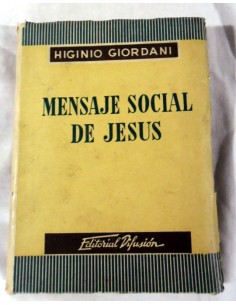 HIGINIO GIORDANI
MENSAJE SOCIAL
DE JESUS
Editorial Difusión